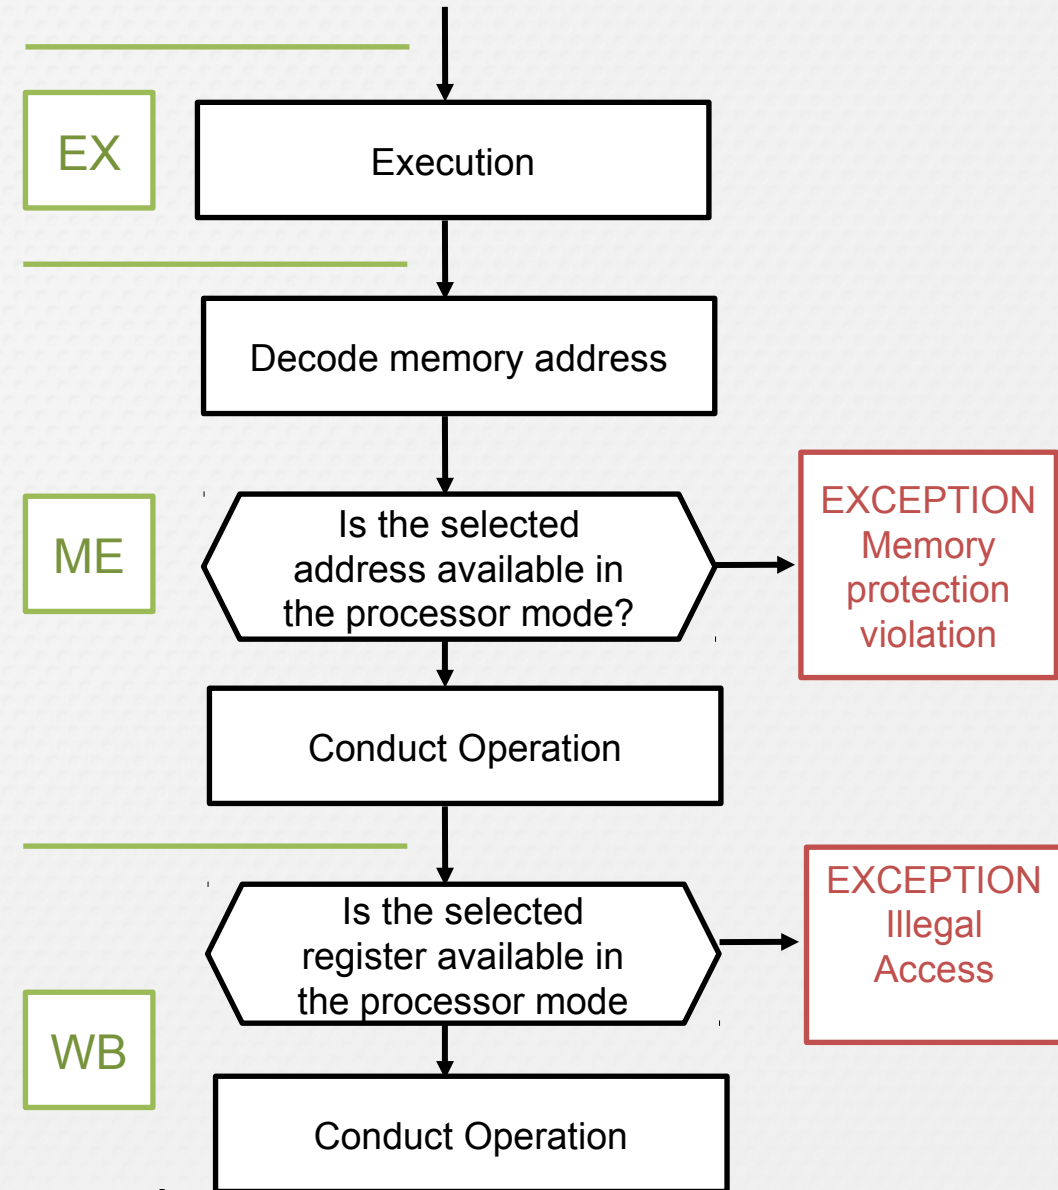 EX
Execution
Decode memory address
ME
Is the selected
address available in
the processor mode?
EXCEPTION
Memory
protection
violation
Conduct Operation
WB
Is the selected
register available in
the processor mode
EXCEPTION
Illegal
Access
Conduct Operation